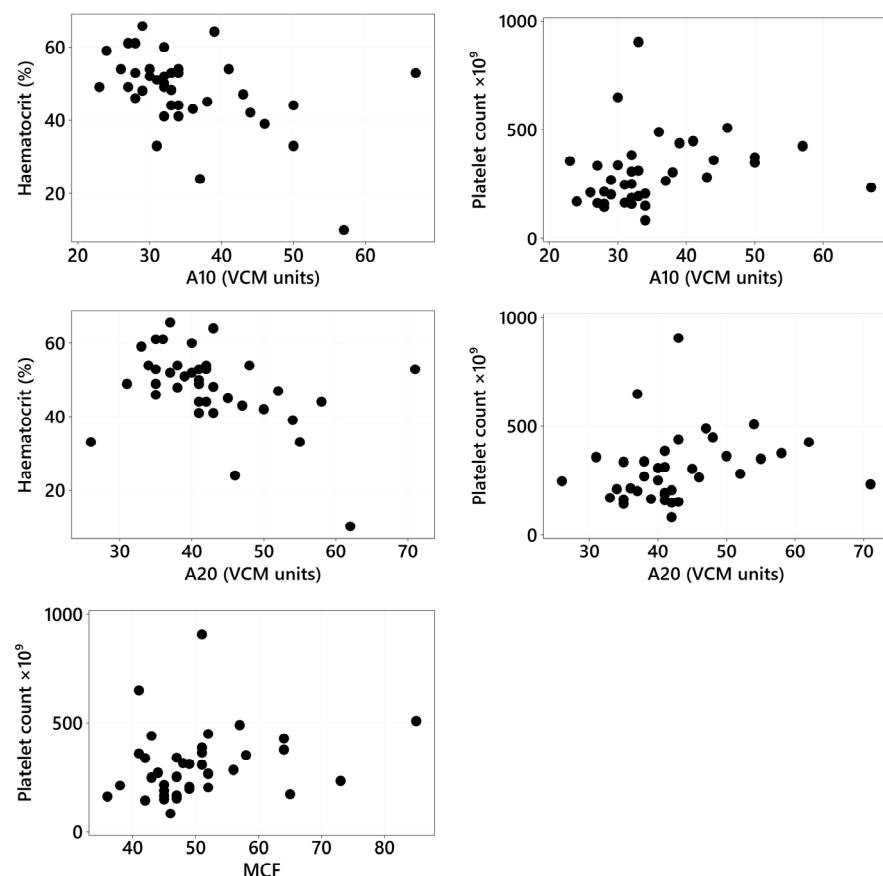 Haematocrit (%)
60
40
20
20 30 40 50 60
A10 (VCM units)
Platelet count ×10⁹
1000
500
0
20 30 40 50 60
A10 (VCM units)
Haematocrit (%)
60
40
20
30 40 50 60 70
A20 (VCM units)
Platelet count ×10⁹
1000
500
0
30 40 50 60 70
A20 (VCM units)
Platelet count ×10⁹
1000
500
0
40 50 60 70 80
MCF